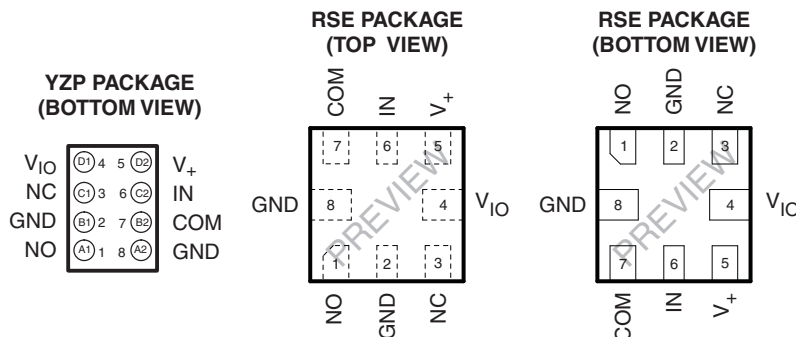 YZP PACKAGE
(BOTTOM VIEW)
VIO D1 4 5 D2 V+
NC C1 3 6 C2 IN
GND B1 2 7 B2 COM
NO A1 1 8 A2 GND
RSE PACKAGE
(TOP VIEW)
COM IN V+
7 6 5
GND 8 4 VIO
1 2 3
NO GND NC
PREVIEW
RSE PACKAGE
(BOTTOM VIEW)
NO GND NC
1 2 3
GND 8 4 VIO
7 6 5
COM IN V+
PREVIEW